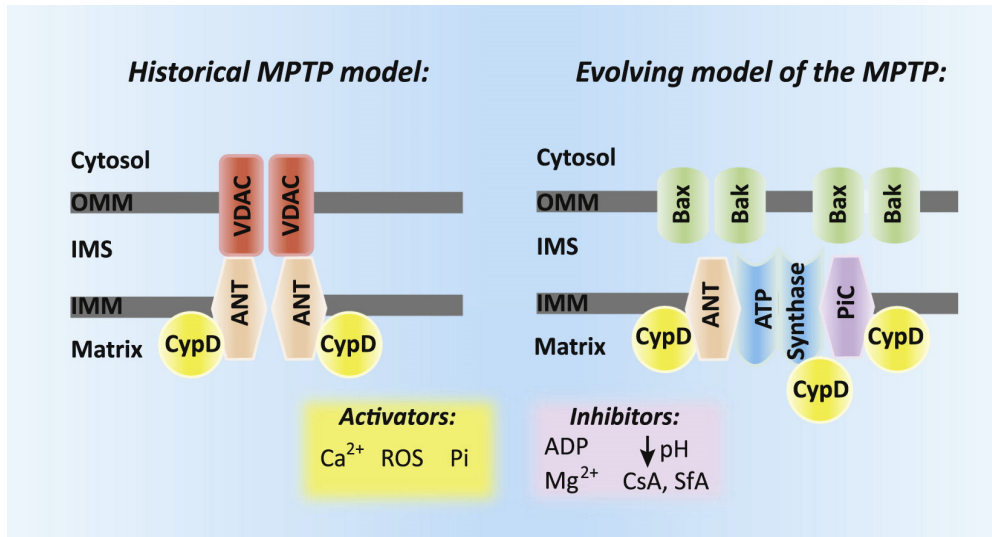 Historical MPTP model:
Cytosol
OMM
IMS
IMM
Matrix
VDAC
VDAC
ANT
ANT
CypD
CypD
Evolving model of the MPTP:
Cytosol
OMM
IMS
IMM
Matrix
Bax
Bak
Bax
Bak
ANT
ATP
Synthase
PiC
CypD
CypD
CypD
Activators:
Ca²⁺ ROS Pi
Inhibitors:
ADP ↓ pH
Mg²⁺ CsA, SfA